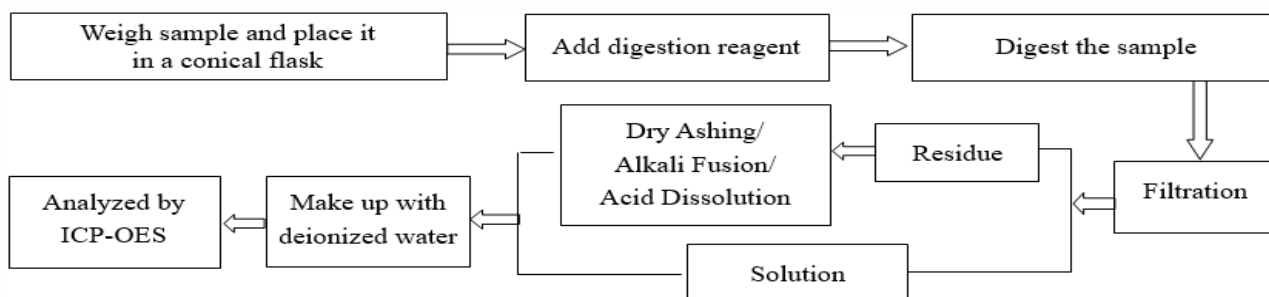 Weigh sample and place it
in a conical flask
Add digestion reagent
Digest the sample
Filtration
Residue
Dry Ashing/
Alkali Fusion/
Acid Dissolution
Solution
Make up with
deionized water
Analyzed by
ICP-OES